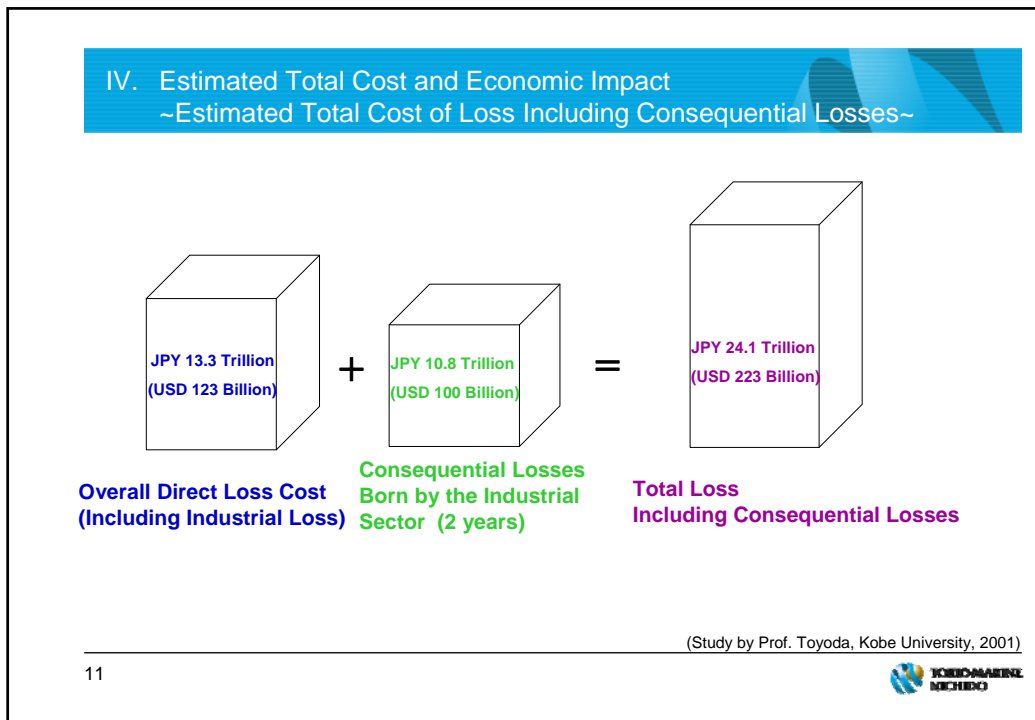 IV. Estimated Total Cost and Economic Impact
~Estimated Total Cost of Loss Including Consequential Losses~
JPY 13.3 Trillion
(USD 123 Billion)
+
JPY 10.8 Trillion
(USD 100 Billion)
=
JPY 24.1 Trillion
(USD 223 Billion)
Overall Direct Loss Cost
(Including Industrial Loss)
Consequential Losses
Born by the Industrial
Sector (2 years)
Total Loss
Including Consequential Losses
(Study by Prof. Toyoda, Kobe University, 2001)
11
TOKIO MARINE
NICHIDO